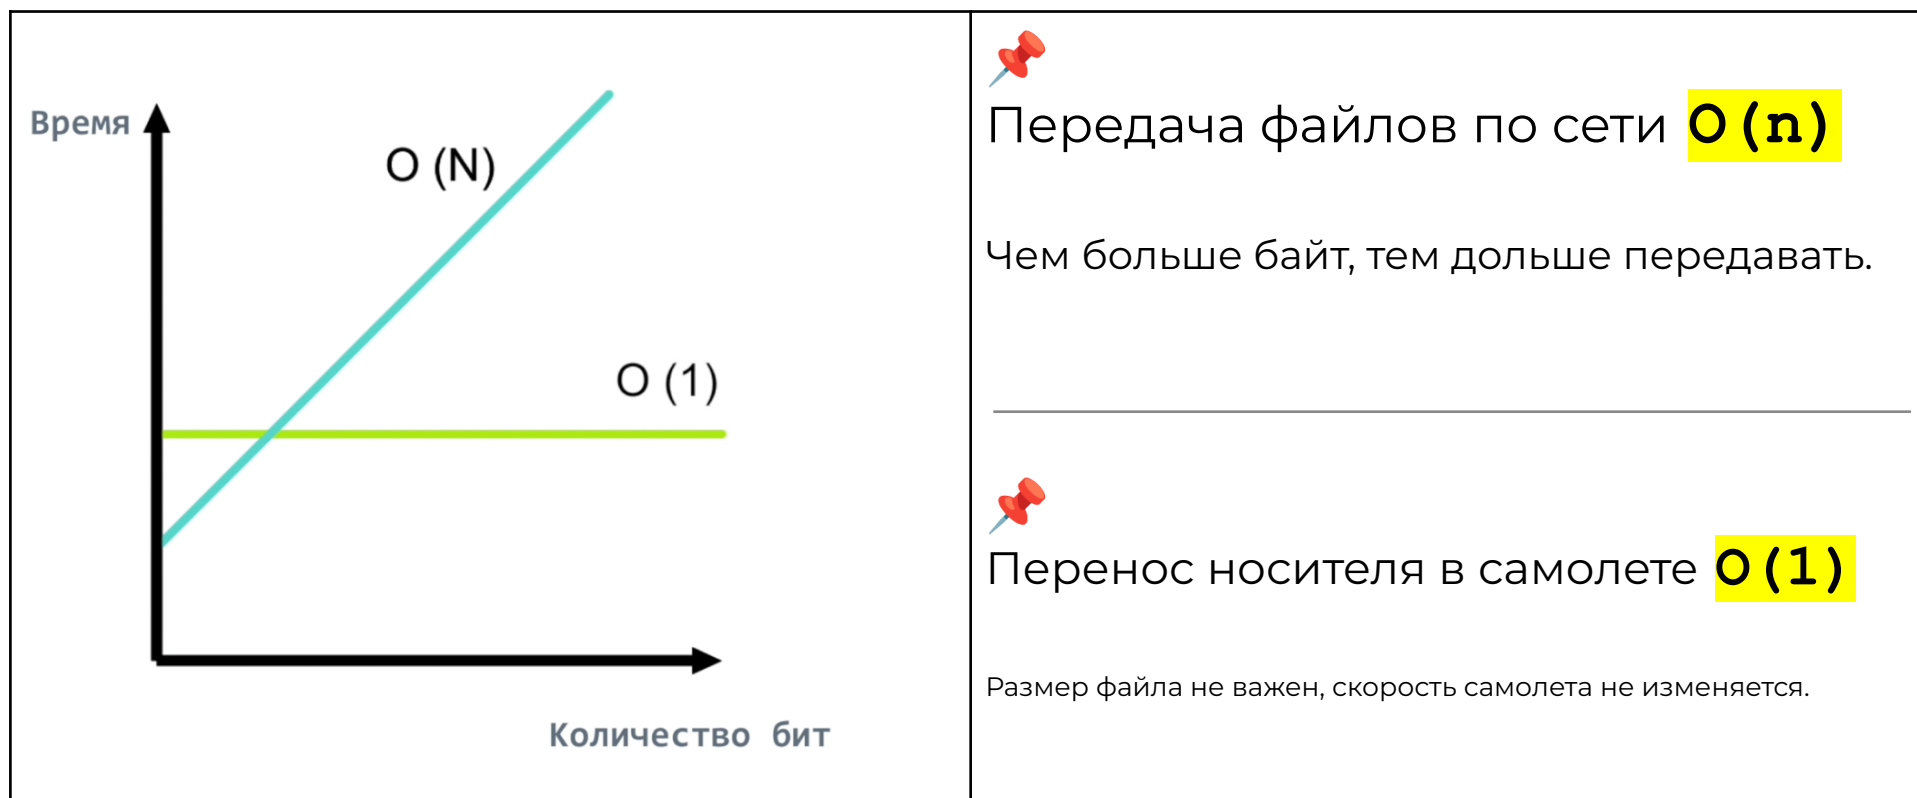 Время
O (N)
O (1)
Количество бит
Передача файлов по сети O(n)
Чем больше байт, тем дольше передавать.
Перенос носителя в самолете O(1)
Размер файла не важен, скорость самолета не изменяется.